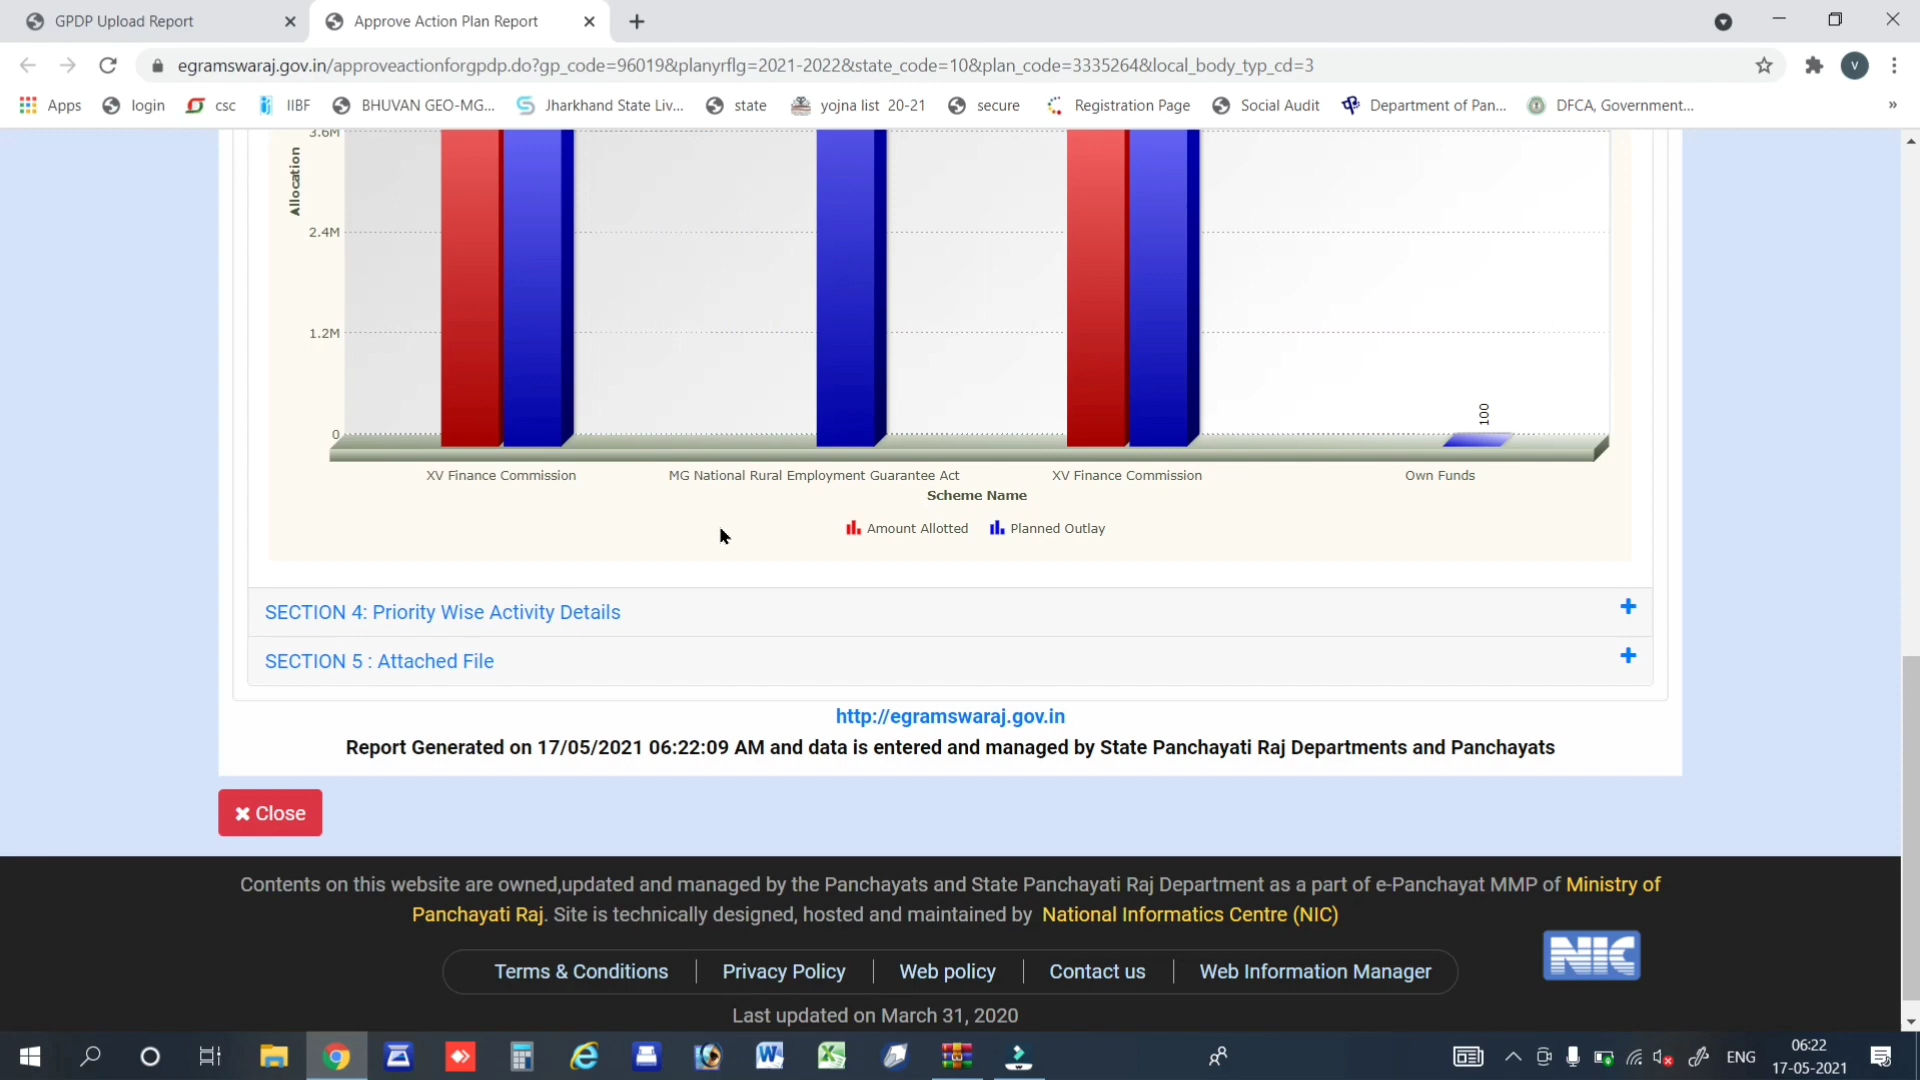 GPDP Upload Report
Approve Action Plan Report
egramswaraj.gov.in/approveactionforgpdp.do?gp_code=96019&planyrflg=2021-2022&state_code=10&plan_code=3335264&local_body_typ_cd=3
V
Apps login csc IIBF BHUVAN GEO-MG... Jharkhand State Liv... state yojna list 20-21 secure Registration Page Social Audit Department of Pan... DFCA, Government... »
3.6M
Allocation
2.4M
1.2M
100
0
XV Finance Commission MG National Rural Employment Guarantee Act XV Finance Commission Own Funds
Scheme Name
Amount Allotted Planned Outlay
SECTION 4: Priority Wise Activity Details
SECTION 5 : Attached File
http://egramswaraj.gov.in
Report Generated on 17/05/2021 06:22:09 AM and data is entered and managed by State Panchayati Raj Departments and Panchayats
Close
Contents on this website are owned,updated and managed by the Panchayats and State Panchayati Raj Department as a part of e-Panchayat MMP of Ministry of
Panchayati Raj. Site is technically designed, hosted and maintained by National Informatics Centre (NIC)
NIC
Terms & Conditions Privacy Policy Web policy Contact us Web Information Manager
Last updated on March 31, 2020
ENG
06:22
17-05-2021